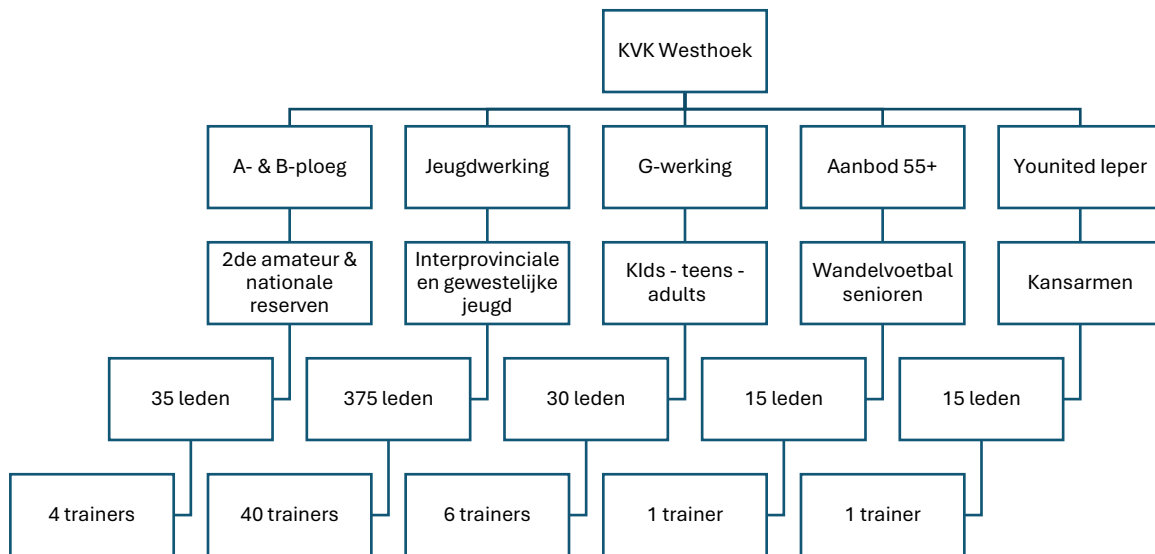 KVK Westhoek
A- & B-ploeg
Jeugdwerking
G-werking
Aanbod 55+
Younited Ieper
2de amateur &
nationale
reserven
Interprovinciale
en gewestelijke
jeugd
KIds - teens -
adults
Wandelvoetbal
senioren
Kansarmen
35 leden
375 leden
30 leden
15 leden
15 leden
4 trainers
40 trainers
6 trainers
1 trainer
1 trainer